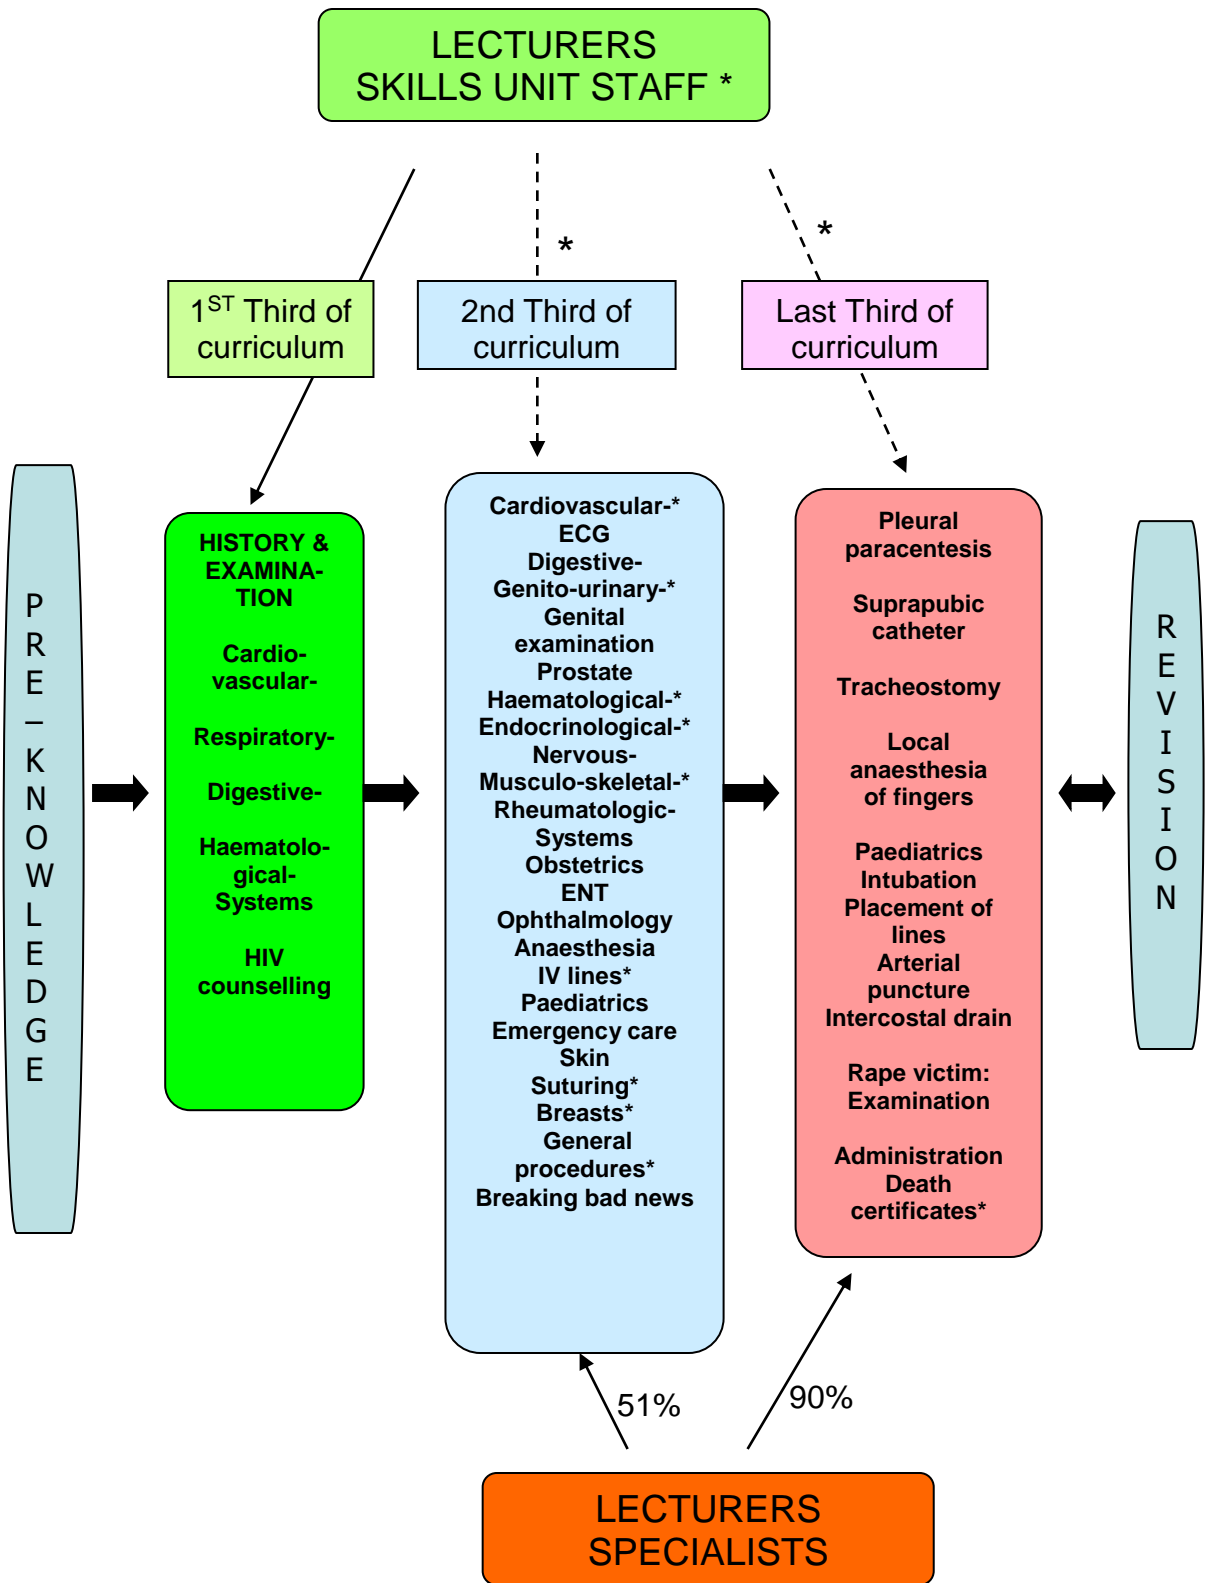 LECTURERS
SKILLS UNIT STAFF *
*
*
1ST Third of
curriculum
2nd Third of
curriculum
Last Third of
curriculum
P
R
E
–
K
N
O
W
L
E
D
G
E
HISTORY &
EXAMINA-
TION
Cardio-
vascular-
Respiratory-
Digestive-
Haematolo-
gical-
Systems
HIV
counselling
Cardiovascular-*
ECG
Digestive-
Genito-urinary-*
Genital
examination
Prostate
Haematological-*
Endocrinological-*
Nervous-
Musculo-skeletal-*
Rheumatologic-
Systems
Obstetrics
ENT
Ophthalmology
Anaesthesia
IV lines*
Paediatrics
Emergency care
Skin
Suturing*
Breasts*
General
procedures*
Breaking bad news
Pleural
paracentesis
Suprapubic
catheter
Tracheostomy
Local
anaesthesia
of fingers
Paediatrics
Intubation
Placement of
lines
Arterial
puncture
Intercostal drain
Rape victim:
Examination
Administration
Death
certificates*
R
E
V
I
S
I
O
N
51%
90%
LECTURERS
SPECIALISTS